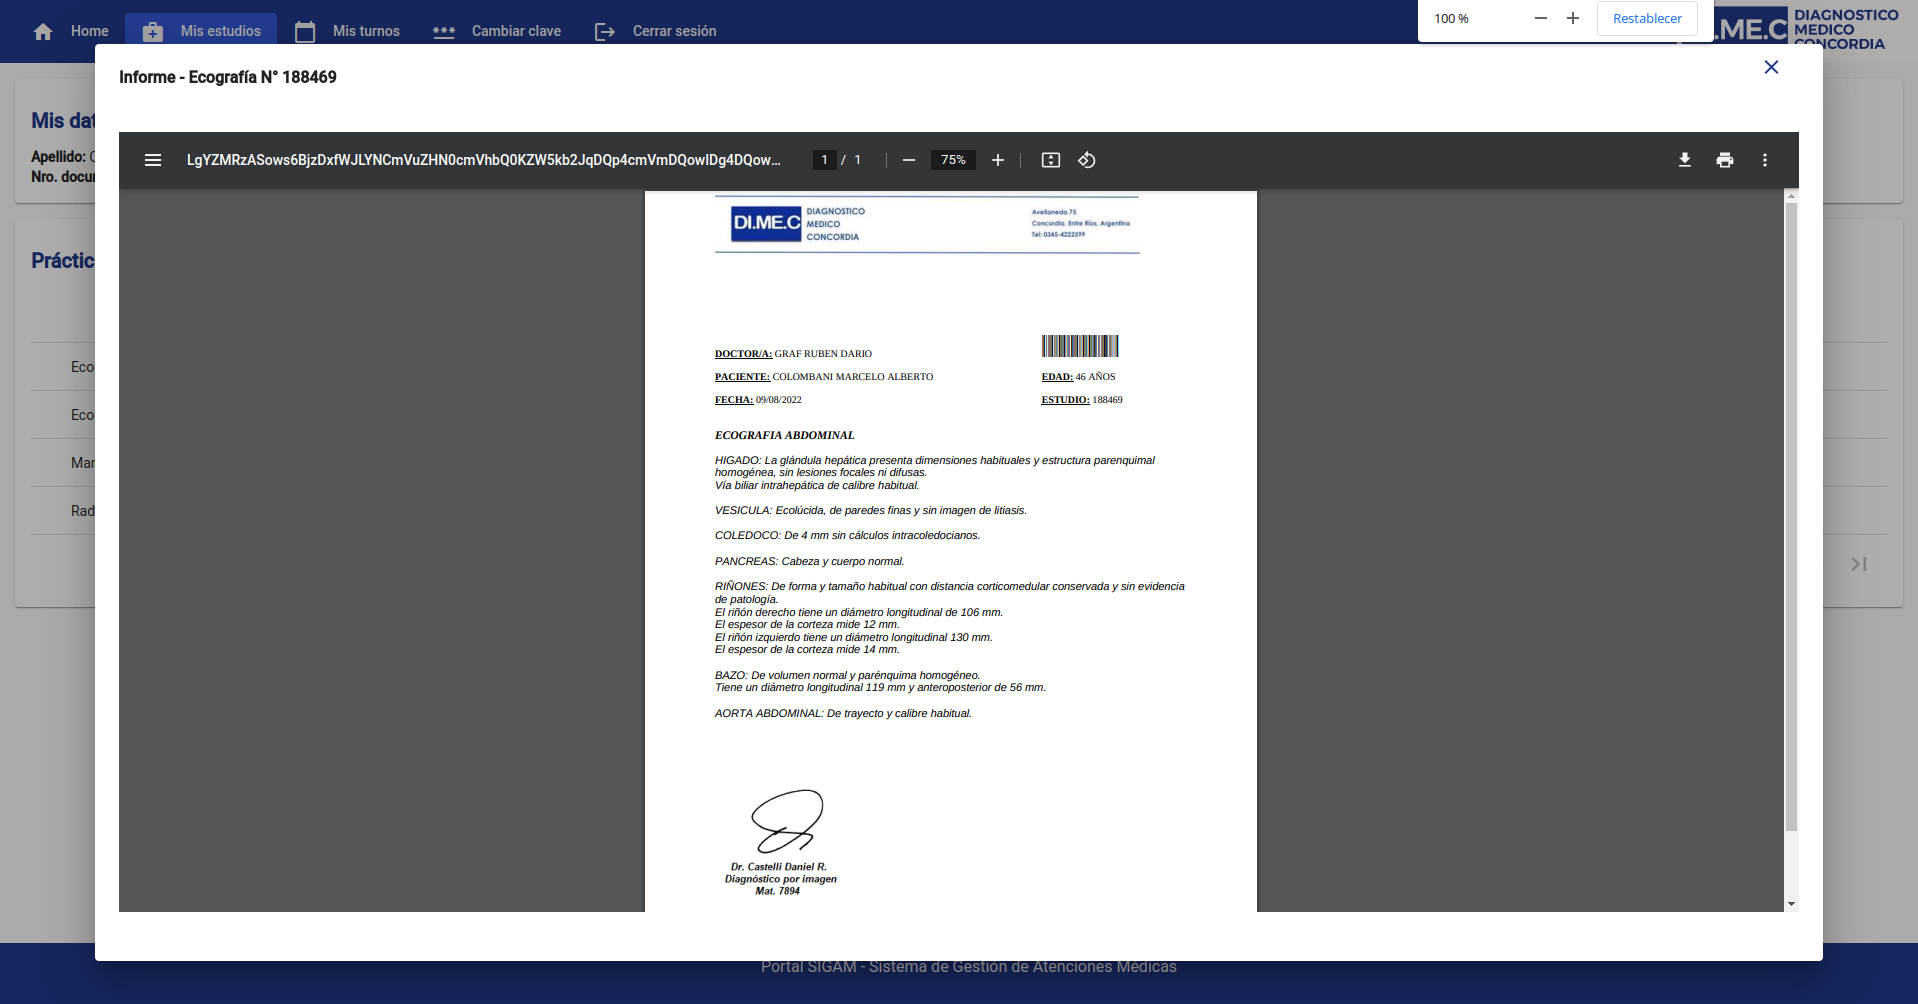 Home
Mis estudios
Mis turnos
Cambiar clave
Cerrar sesión
100 %
Restablecer
.ME.C
DIAGNOSTICO
MEDICO
CONCORDIA
Informe - Ecografía N° 188469
Mis dat
Apellido:
Nro. docu
Práctic
Eco
Eco
Mar
Rad
LgYZMRzASows6BjzDxfWJLYNCmVuZHN0cmVhbQ0KZW5kb2JqDQp4cmVmDQowIDg4DQow...
1 / 1
75%
DI.ME.C
DIAGNOSTICO
MEDICO
CONCORDIA
Avellaneda 75
Concordia, Entre Ríos, Argentina
Tel: 0345-4222599
DOCTOR/A: GRAF RUBEN DARIO
PACIENTE: COLOMBANI MARCELO ALBERTO
EDAD: 46 AÑOS
FECHA: 09/08/2022
ESTUDIO: 188469
ECOGRAFIA ABDOMINAL
HIGADO: La glándula hepática presenta dimensiones habituales y estructura parenquimal
homogénea, sin lesiones focales ni difusas.
Vía biliar intrahepática de calibre habitual.
VESICULA: Ecolúcida, de paredes finas y sin imagen de litiasis.
COLEDOCO: De 4 mm sin cálculos intracoledocianos.
PANCREAS: Cabeza y cuerpo normal.
RIÑONES: De forma y tamaño habitual con distancia corticomedular conservada y sin evidencia
de patología.
El riñón derecho tiene un diámetro longitudinal de 106 mm.
El espesor de la corteza mide 12 mm.
El riñón izquierdo tiene un diámetro longitudinal 130 mm.
El espesor de la corteza mide 14 mm.
BAZO: De volumen normal y parénquima homogéneo.
Tiene un diámetro longitudinal 119 mm y anteroposterior de 56 mm.
AORTA ABDOMINAL: De trayecto y calibre habitual.
Dr. Castelli Daniel R.
Diagnóstico por imagen
Mat. 7894
Portal SIGAM - Sistema de Gestión de Atenciones Médicas